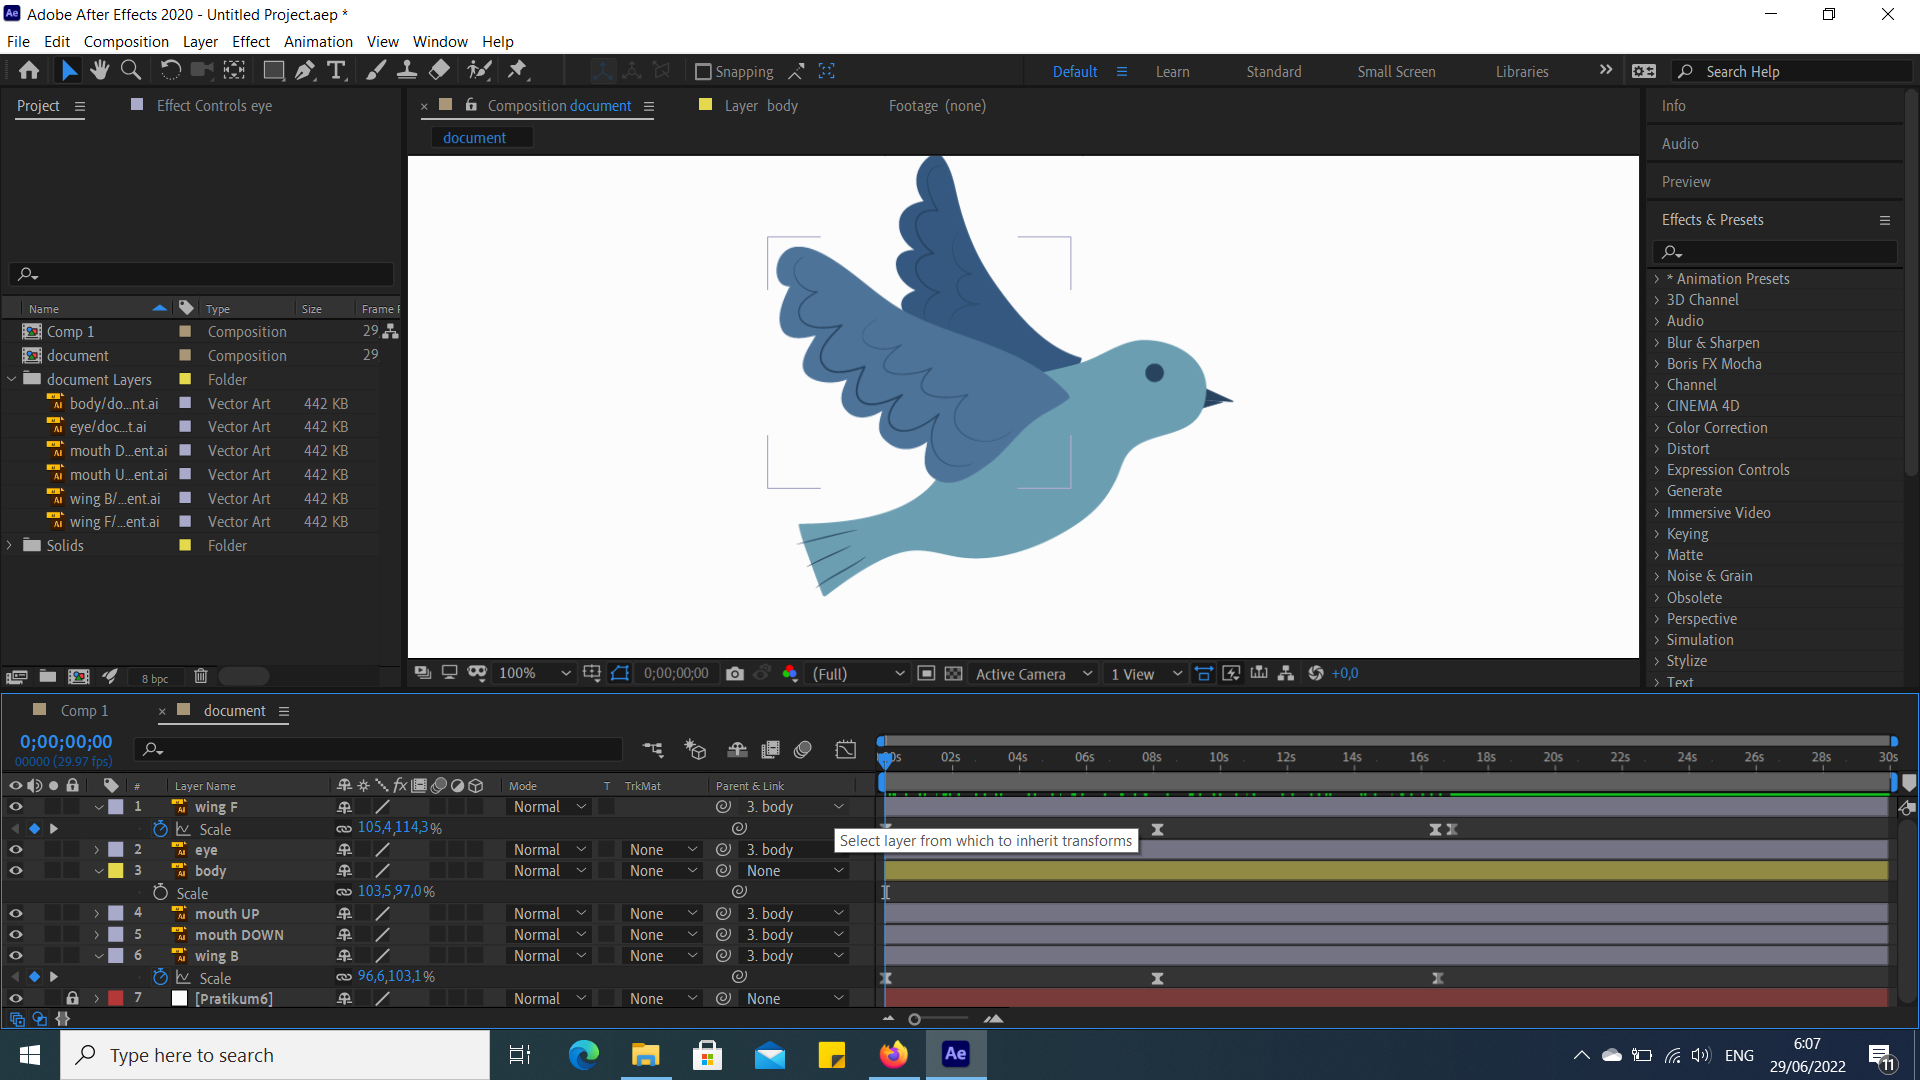 Adobe After Effects 2020 - Untitled Project.aep *
File Edit Composition Layer Effect Animation View Window Help
Snapping Default Learn Standard Small Screen Libraries Search Help
Project Effect Controls eye Composition document Layer body Footage (none)
document
Info
Audio
Preview
Effects & Presets
* Animation Presets
3D Channel
Audio
Blur & Sharpen
Boris FX Mocha
Channel
CINEMA 4D
Color Correction
Distort
Expression Controls
Generate
Immersive Video
Keying
Matte
Noise & Grain
Obsolete
Perspective
Simulation
Stylize
Text
Name Type Size Frame
Comp 1 Composition 29
document Composition 29
document Layers Folder
body/do...nt.ai Vector Art 442 KB
eye/doc...t.ai Vector Art 442 KB
mouth D...ent.ai Vector Art 442 KB
mouth U...ent.ai Vector Art 442 KB
wing B/...ent.ai Vector Art 442 KB
wing F/...ent.ai Vector Art 442 KB
Solids Folder
8 bpc
100% 0;00;00;00 (Full) Active Camera 1 View +0,0
Comp 1 document
0;00;00;00
00000 (29.97 fps)
00s 02s 04s 06s 08s 10s 12s 14s 16s 18s 20s 22s 24s 26s 28s 30s
# Layer Name Mode T TrkMat Parent & Link
1 wing F Normal 3. body
Scale 105,4,114,3%
Select layer from which to inherit transforms
2 eye Normal None 3. body
3 body Normal None None
Scale 103,5,97,0%
4 mouth UP Normal None 3. body
5 mouth DOWN Normal None 3. body
6 wing B Normal None 3. body
Scale 96,6,103,1%
7 [Pratikum6] Normal None None
Type here to search
Ae
ENG
6:07
29/06/2022
11